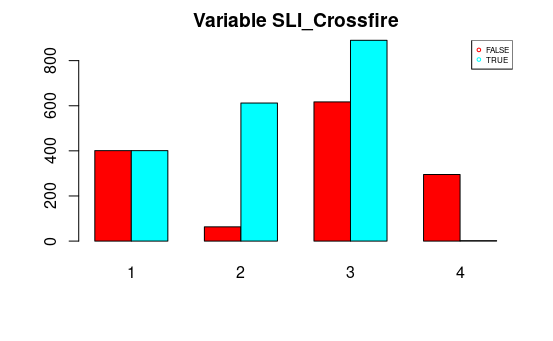 Variable SLI_Crossfire
FALSE
TRUE
800
600
400
200
0
1 2 3 4